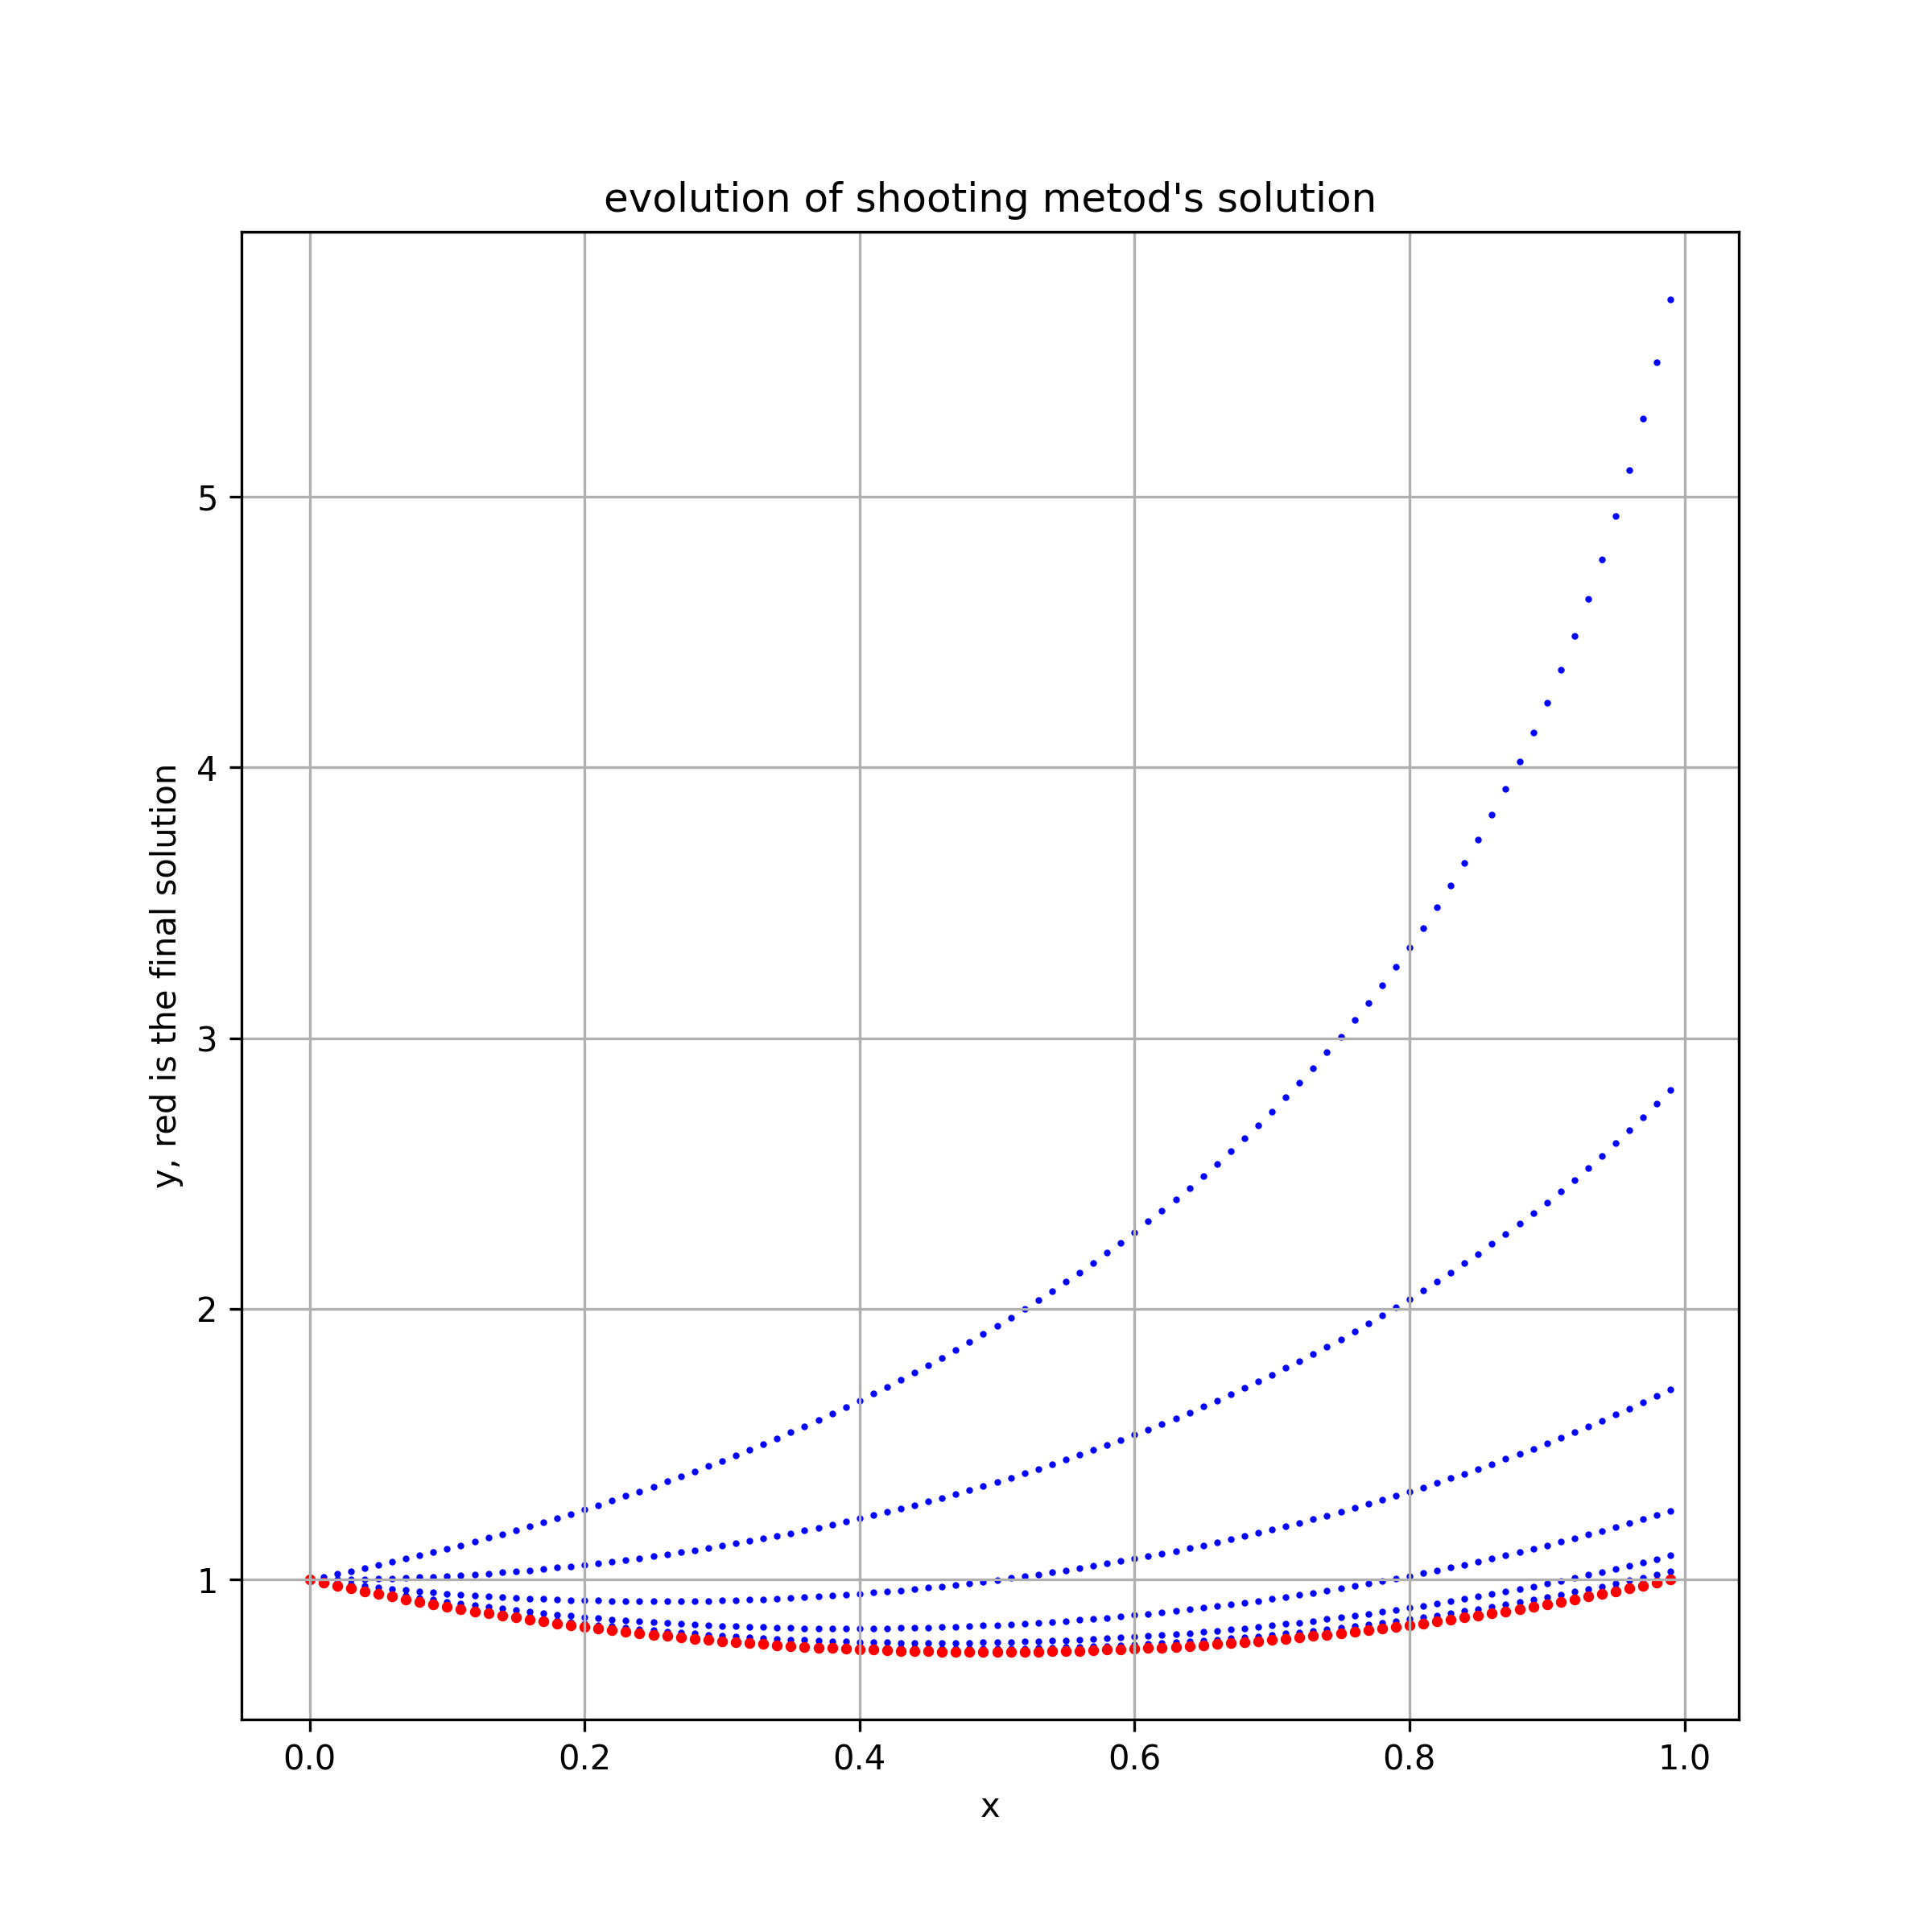 evolution of shooting metod's solution
y, red is the final solution
5
4
3
2
1
0.0 0.2 0.4 0.6 0.8 1.0
x